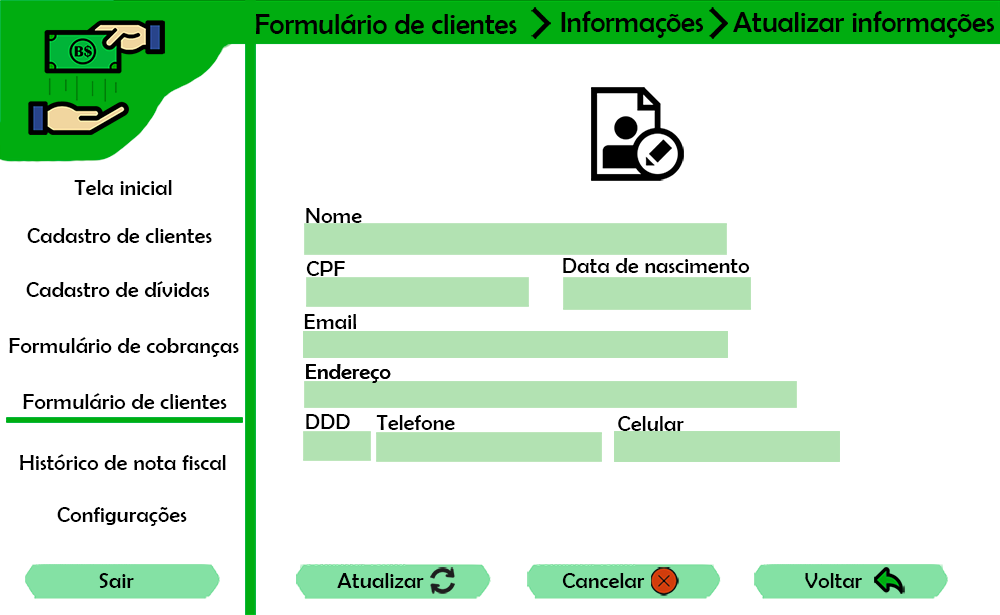 Formulário de clientes > Informações > Atualizar informações
B$
Tela inicial
Cadastro de clientes
Cadastro de dívidas
Formulário de cobranças
Formulário de clientes
Histórico de nota fiscal
Configurações
Sair
Nome
CPF Data de nascimento
Email
Endereço
DDD Telefone Celular
Atualizar Cancelar Voltar